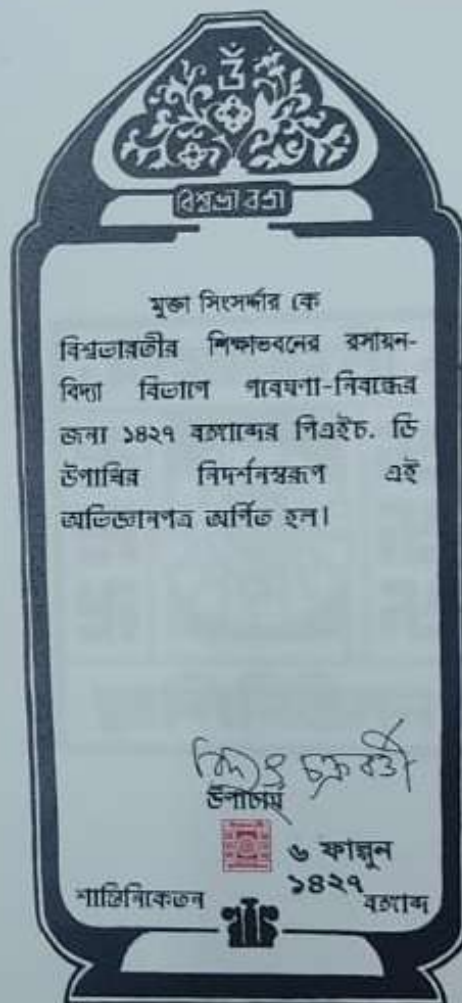 ওঁ
বিশ্বভারতী
মুক্তা সিংসর্দ্দার কে
বিশ্বভারতীর শিক্ষাভবনের রসায়ন-
বিদ্যা বিভাগে গবেষণা-নিবন্ধের
জন্য ১৪২৭ বঙ্গাব্দের পিএইচ. ডি
উপাধির নিদর্শনস্বরূপ এই
অভিজ্ঞানপত্র অর্পিত হল।
চক্রবর্তী
উপাচার্য
৬ ফাল্গুন
১৪২৭
শান্তিনিকেতন বঙ্গাব্দ